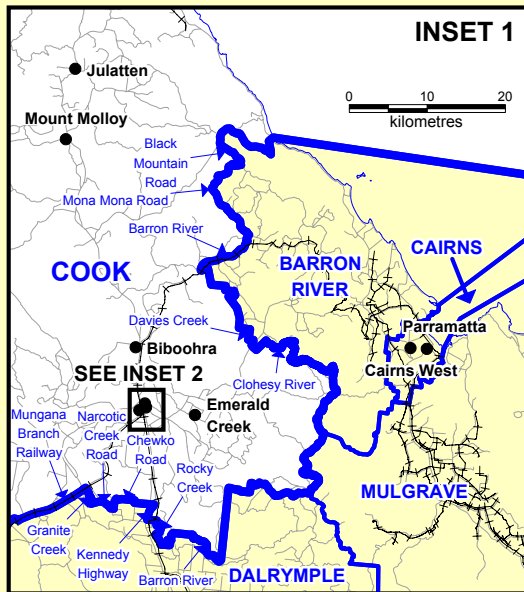 INSET 1
Julatten
0 10 20
kilometres
Mount Molloy
Black
Mountain
Road
Mona Mona Road
Barron River
COOK
BARRON
RIVER
CAIRNS
Davies Creek
Parramatta
Biboohra
Cairns West
SEE INSET 2
Clohesy River
Emerald
Creek
Mungana
Branch
Railway
Narcotic
Creek
Road
Chewko
Road
Rocky
Creek
MULGRAVE
Granite
Creek
Kennedy
Highway
Barron River
DALRYMPLE